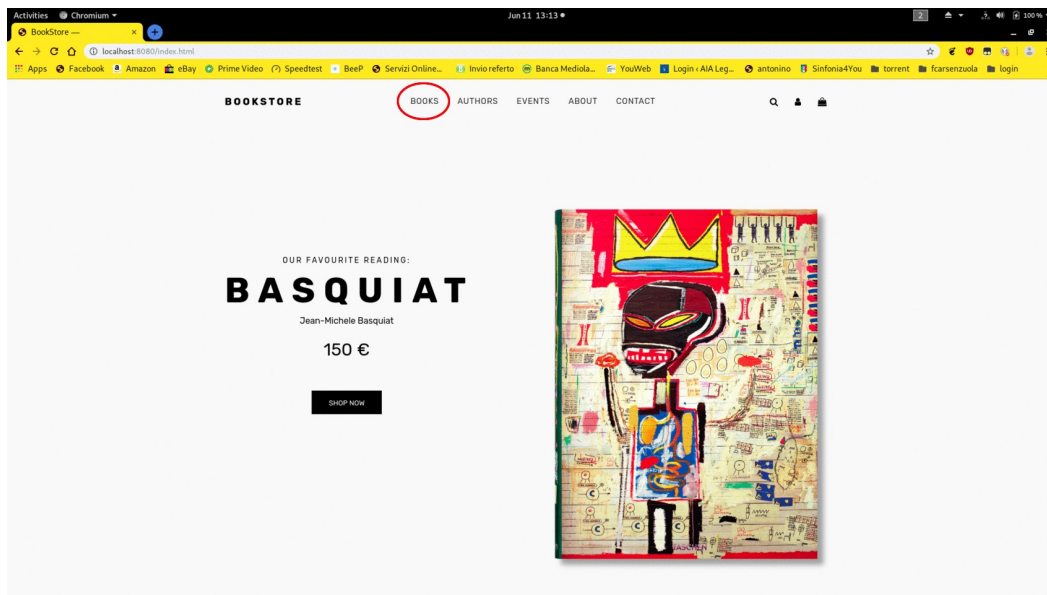 Activities Chromium Jun 11 13:13 2 100 %
BookStore —
localhost:8080/index.html
Apps Facebook Amazon eBay Prime Video Speedtest BeeP Servizi Online... Invio referto Banca Mediola... YouWeb Login ‹ AIA Leg... antonino Sinfonia4You torrent fcarsenzuola login
BOOKSTORE BOOKS AUTHORS EVENTS ABOUT CONTACT
OUR FAVOURITE READING:
BASQUIAT
Jean-Michele Basquiat
150 €
SHOP NOW
TASCHEN